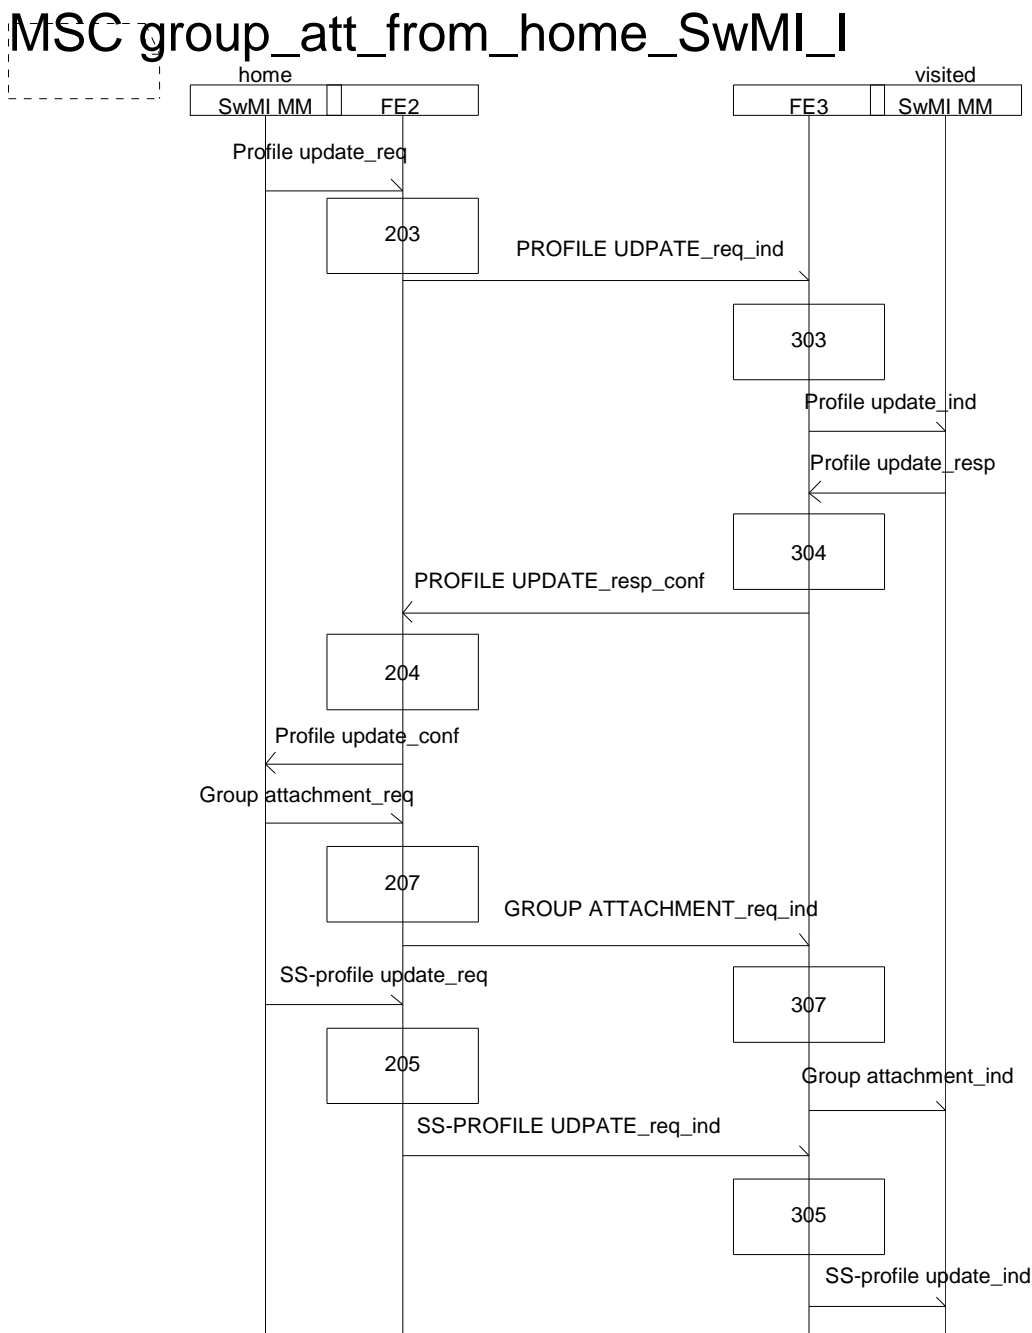 MSC group_att_from_home_SwMI_I
home
visited
SwMI MM
FE2
FE3
SwMI MM
Profile update_req
203
PROFILE UDPATE_req_ind
303
Profile update_ind
Profile update_resp
304
PROFILE UPDATE_resp_conf
204
Profile update_conf
Group attachment_req
207
GROUP ATTACHMENT_req_ind
SS-profile update_req
307
205
Group attachment_ind
SS-PROFILE UDPATE_req_ind
305
SS-profile update_ind